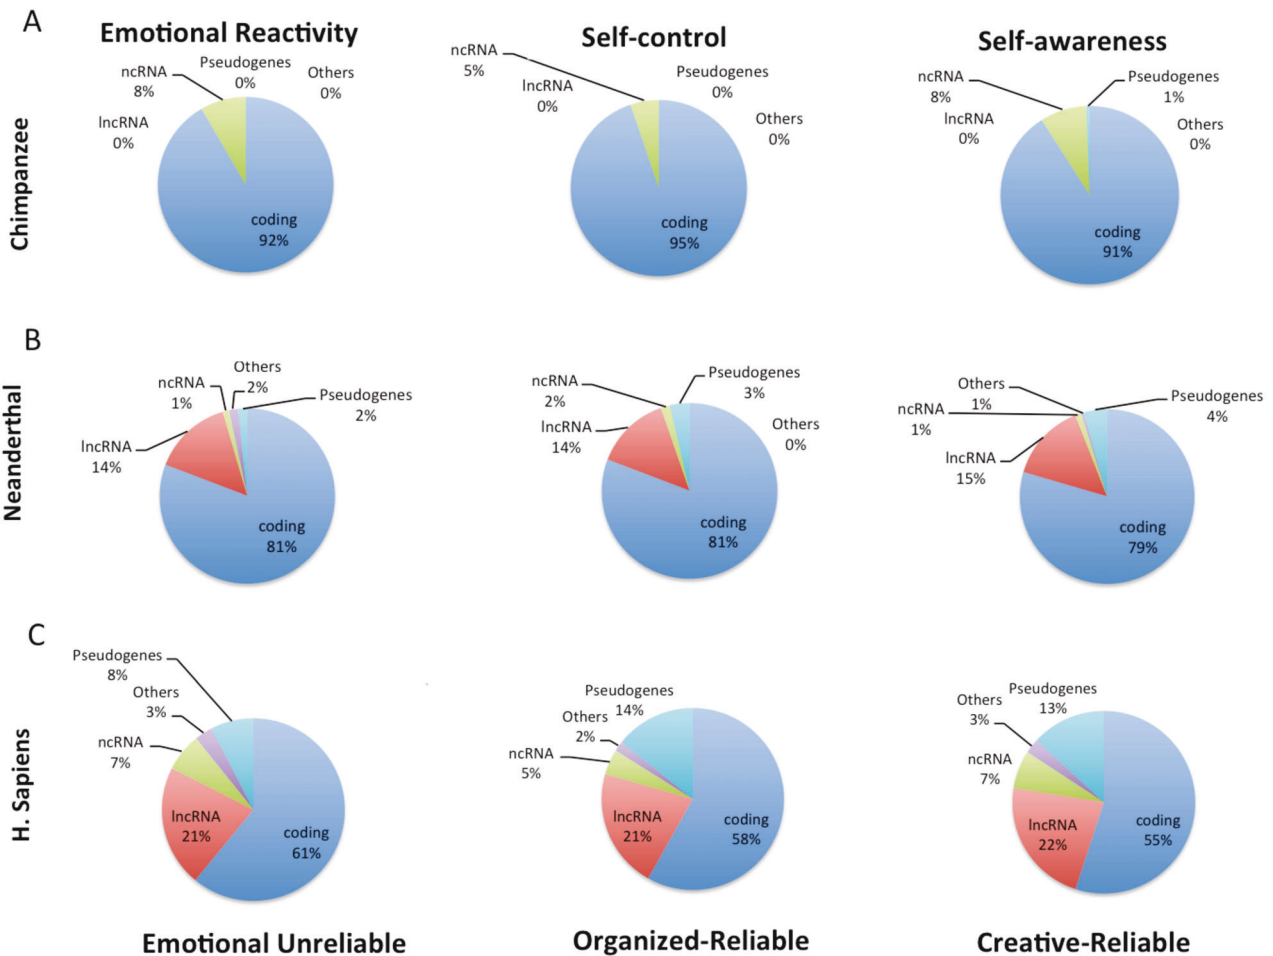 A
Emotional Reactivity
Self-control
Self-awareness
Chimpanzee
ncRNA
8%
Pseudogenes
0%
Others
0%
lncRNA
0%
coding
92%
ncRNA
5%
lncRNA
0%
Pseudogenes
0%
Others
0%
coding
95%
ncRNA
8%
lncRNA
0%
Pseudogenes
1%
Others
0%
coding
91%
B
Neanderthal
Others
2%
ncRNA
1%
Pseudogenes
2%
lncRNA
14%
coding
81%
ncRNA
2%
Pseudogenes
3%
lncRNA
14%
Others
0%
coding
81%
Others
1%
ncRNA
1%
Pseudogenes
4%
lncRNA
15%
coding
79%
C
H. Sapiens
Pseudogenes
8%
Others
3%
ncRNA
7%
lncRNA
21%
coding
61%
Pseudogenes
14%
Others
2%
ncRNA
5%
lncRNA
21%
coding
58%
Pseudogenes
13%
Others
3%
ncRNA
7%
lncRNA
22%
coding
55%
Emotional Unreliable
Organized-Reliable
Creative-Reliable